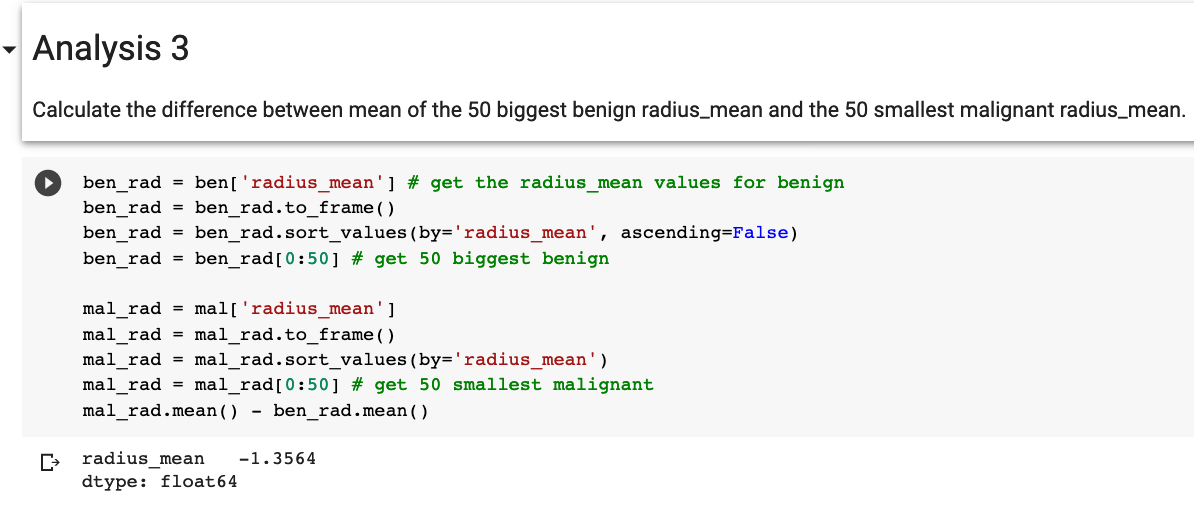 Analysis 3
Calculate the difference between mean of the 50 biggest benign radius_mean and the 50 smallest malignant radius_mean.
ben_rad = ben['radius_mean'] # get the radius_mean values for benign
ben_rad = ben_rad.to_frame()
ben_rad = ben_rad.sort_values(by='radius_mean', ascending=False)
ben_rad = ben_rad[0:50] # get 50 biggest benign
mal_rad = mal['radius_mean']
mal_rad = mal_rad.to_frame()
mal_rad = mal_rad.sort_values(by='radius_mean')
mal_rad = mal_rad[0:50] # get 50 smallest malignant
mal_rad.mean() - ben_rad.mean()
radius_mean   -1.3564
dtype: float64